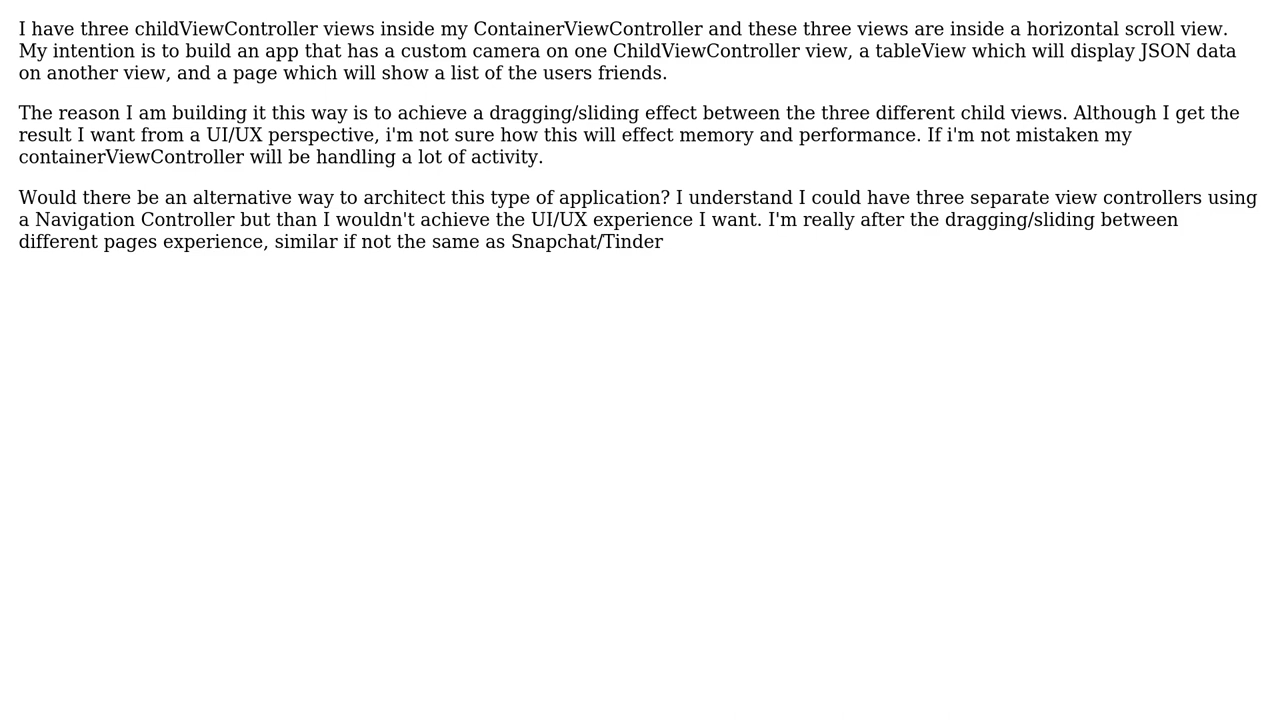 I have three childViewController views inside my ContainerViewController and these three views are inside a horizontal scroll view.
My intention is to build an app that has a custom camera on one ChildViewController view, a tableView which will display JSON data
on another view, and a page which will show a list of the users friends.
The reason I am building it this way is to achieve a dragging/sliding effect between the three different child views. Although I get the
result I want from a UI/UX perspective, i'm not sure how this will effect memory and performance. If i'm not mistaken my
containerViewController will be handling a lot of activity.
Would there be an alternative way to architect this type of application? I understand I could have three separate view controllers using
a Navigation Controller but than I wouldn't achieve the UI/UX experience I want. I'm really after the dragging/sliding between
different pages experience, similar if not the same as Snapchat/Tinder